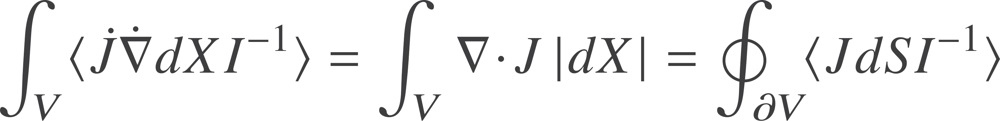 ∫_V ⟨J̇ ∇̇ dX I⁻¹⟩ = ∫_V ∇ · J |dX| = ∮_∂V ⟨J dS I⁻¹⟩